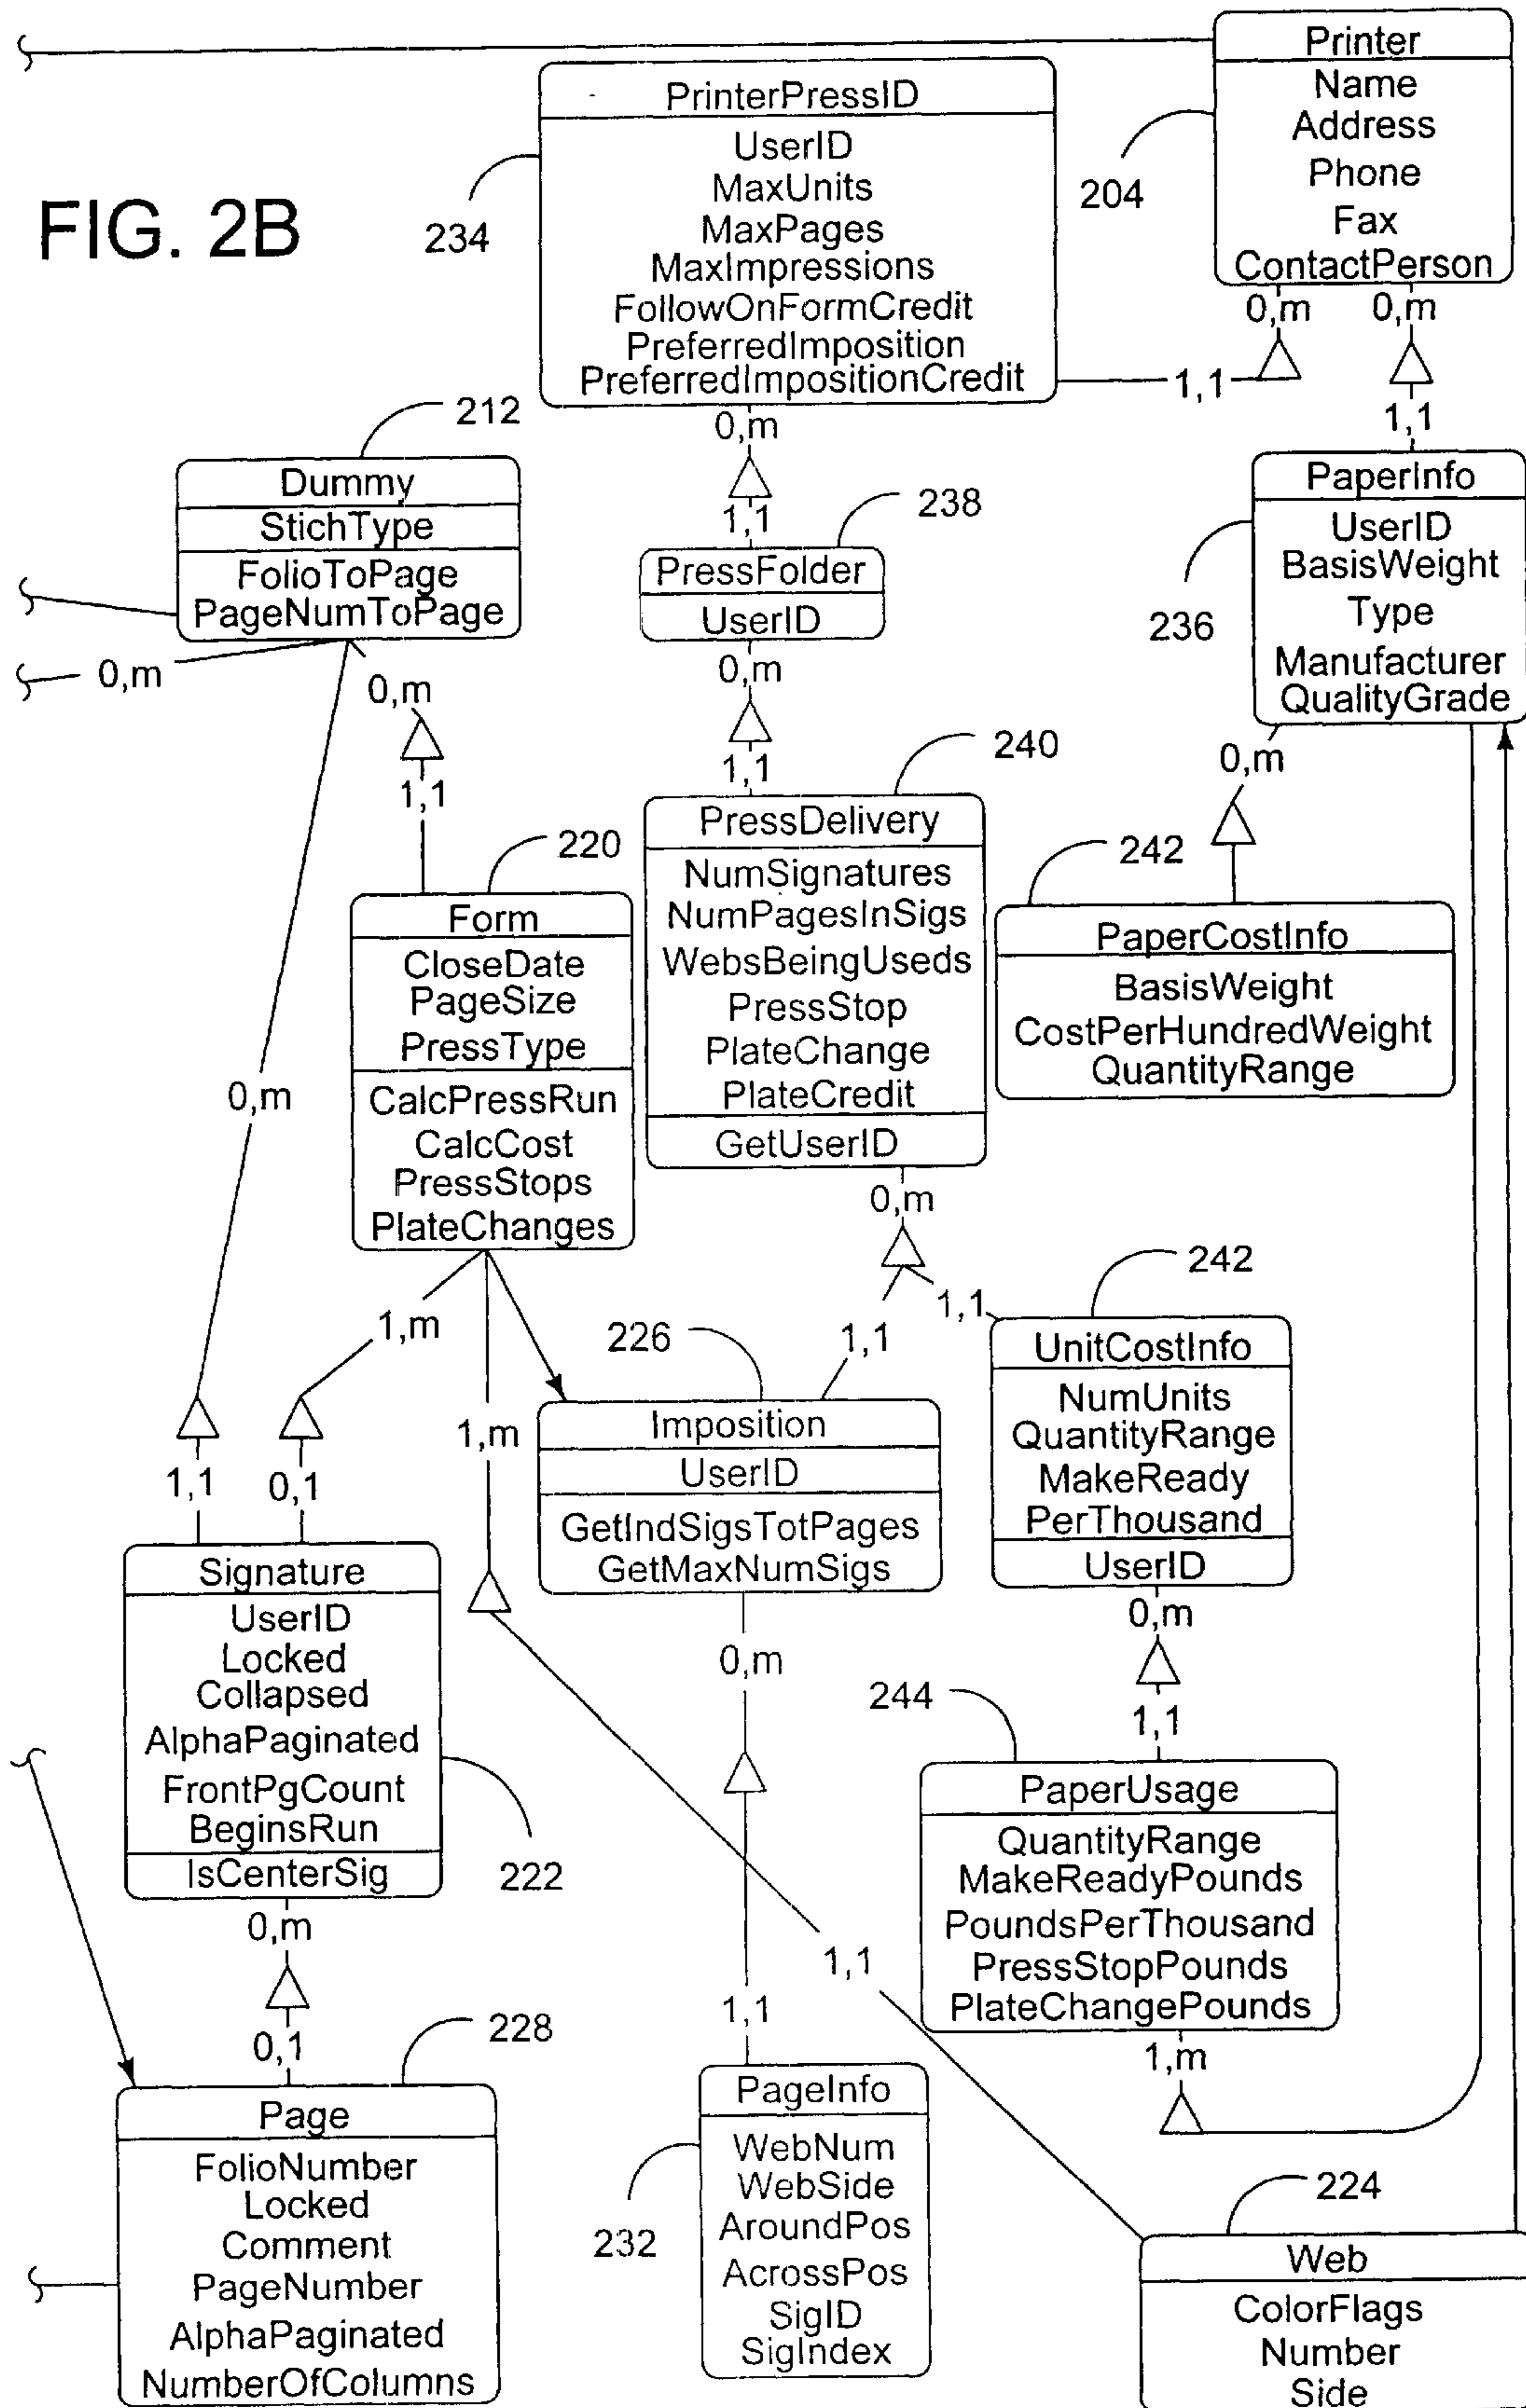 FIG. 2B
Printer
Name
Address
Phone
Fax
ContactPerson
204
0,m
0,m
PrinterPressID
UserID
MaxUnits
MaxPages
MaxImpressions
FollowOnFormCredit
PreferredImposition
PreferredImpositionCredit
234
1,1
1,1
0,m
1,1
212
Dummy
StichType
FolioToPage
PageNumToPage
0,m
0,m
1,1
238
PressFolder
UserID
0,m
1,1
PaperInfo
UserID
BasisWeight
Type
Manufacturer
QualityGrade
236
0,m
240
PressDelivery
NumSignatures
NumPagesInSigs
WebsBeingUseds
PressStop
PlateChange
PlateCredit
GetUserID
0,m
242
PaperCostInfo
BasisWeight
CostPerHundredWeight
QuantityRange
220
Form
CloseDate
PageSize
PressType
CalcPressRun
CalcCost
PressStops
PlateChanges
0,m
1,m
1,m
1,1
1,1
242
UnitCostInfo
NumUnits
QuantityRange
MakeReady
PerThousand
UserID
0,m
1,1
226
Imposition
UserID
GetIndSigsTotPages
GetMaxNumSigs
0,m
1,1
1,1
0,1
Signature
UserID
Locked
Collapsed
AlphaPaginated
FrontPgCount
BeginsRun
IsCenterSig
222
0,m
0,1
244
PaperUsage
QuantityRange
MakeReadyPounds
PoundsPerThousand
PressStopPounds
PlateChangePounds
1,m
1,1
228
Page
FolioNumber
Locked
Comment
PageNumber
AlphaPaginated
NumberOfColumns
PageInfo
WebNum
WebSide
AroundPos
AcrossPos
SigID
SigIndex
232
224
Web
ColorFlags
Number
Side